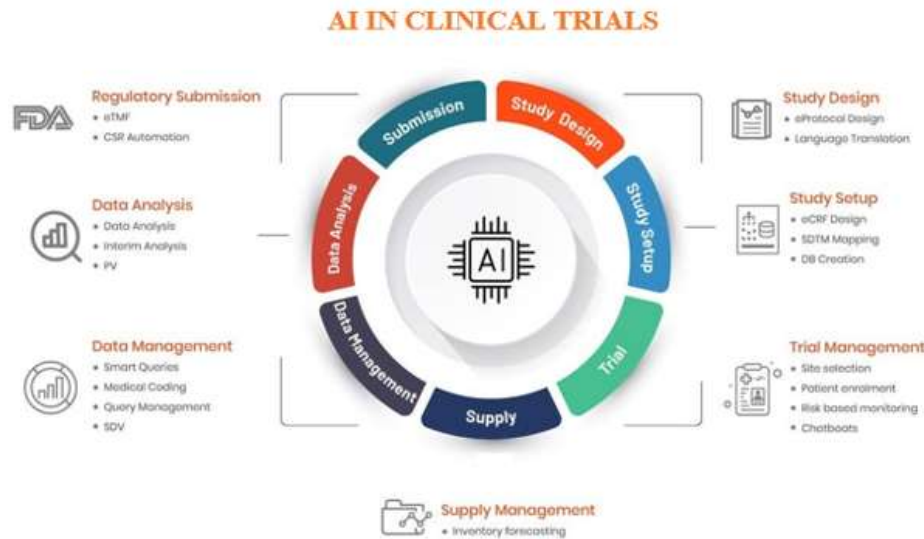 AI IN CLINICAL TRIALS
FDA
Regulatory Submission
eTMF
CSR Automation
Data Analysis
Data Analysis
Interim Analysis
PV
Data Management
Smart Queries
Medical Coding
Query Management
SDV
Submission
Study Design
Study Setup
Trial
Supply
Data Management
Data Analysis
AI
Study Design
eProtocol Design
Language Translation
Study Setup
eCRF Design
SDTM Mapping
DB Creation
Trial Management
Site selection
Patient enrolment
Risk based monitoring
Chatboats
Supply Management
Inventory forecasting